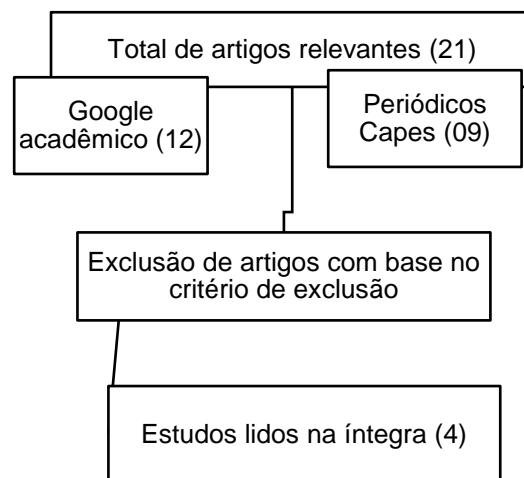 Total de artigos relevantes (21)
Google
acadêmico (12)
Periódicos
Capes (09)
Exclusão de artigos com base no
critério de exclusão
Estudos lidos na íntegra (4)